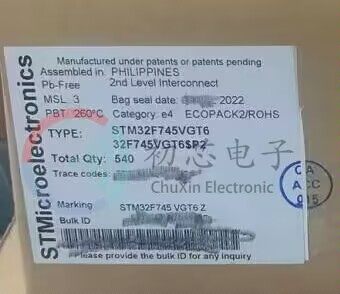 Manufactured under patents or patents pending
Assembled in PHILIPPINES
Pb-Free 2nd Level Interconnect
MSL 3 Bag seal date: 2022
PBT 260°C Category: e4 ECOPACK2/ROHS
TYPE: STM32F745VGT6
32F745VGT6$PZ
Total Qty: 540
Trace codes
Marking STM32F745 VGT6 Z
Bulk ID
Please provide the bulk ID for any inquiry
STMicroelectronics
初芯电子
ChuXin Electronic
QA
ACC
015